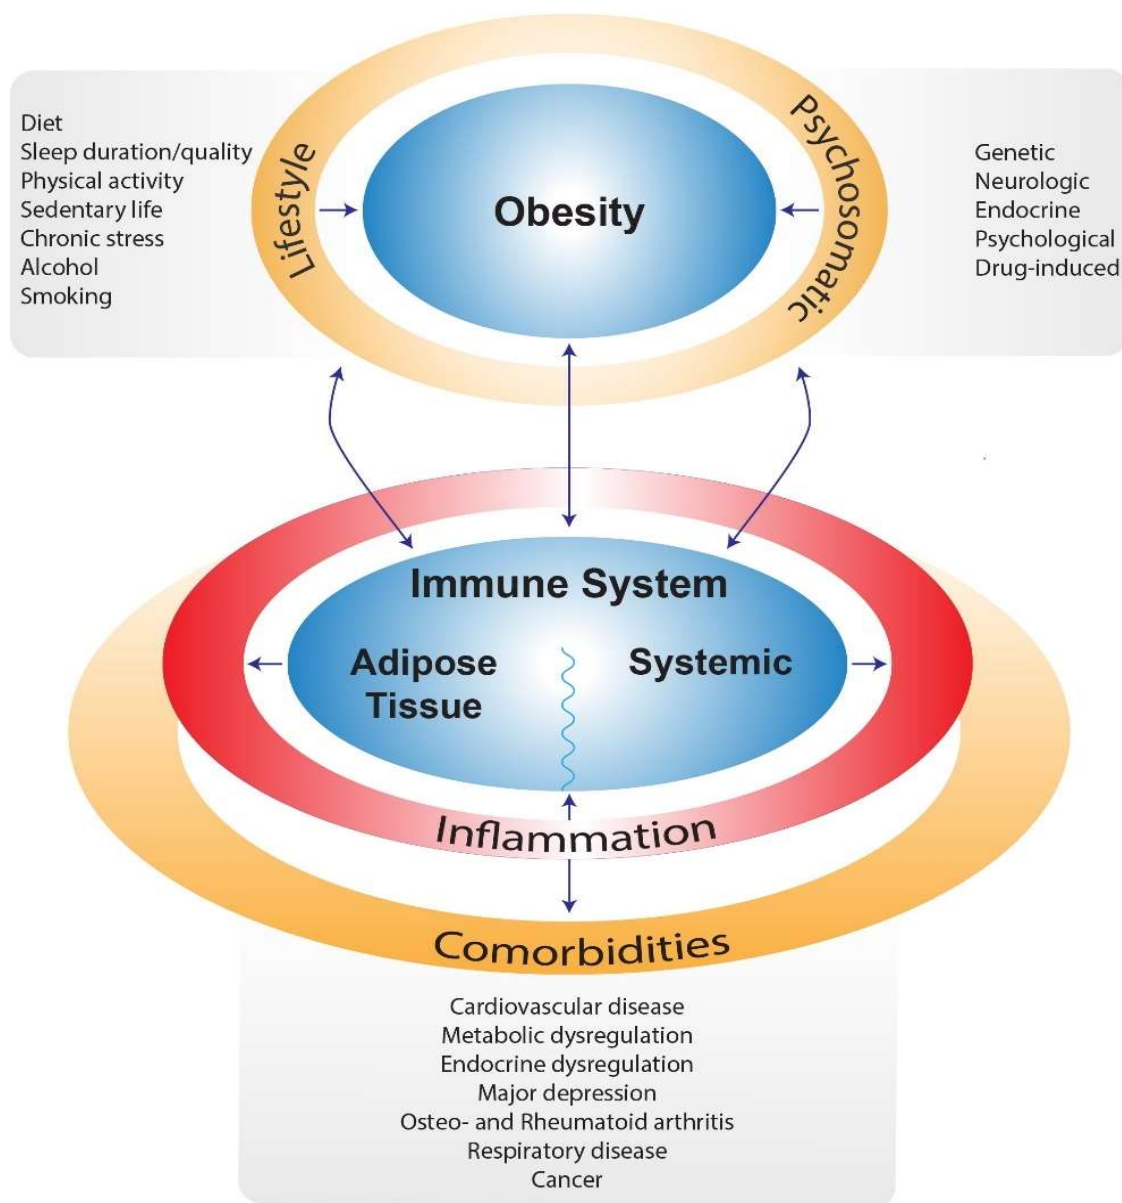 Diet
Sleep duration/quality
Physical activity
Sedentary life
Chronic stress
Alcohol
Smoking
Lifestyle
Obesity
Psychosomatic
Genetic
Neurologic
Endocrine
Psychological
Drug-induced
Immune System
Adipose
Tissue
Systemic
Inflammation
Comorbidities
Cardiovascular disease
Metabolic dysregulation
Endocrine dysregulation
Major depression
Osteo- and Rheumatoid arthritis
Respiratory disease
Cancer